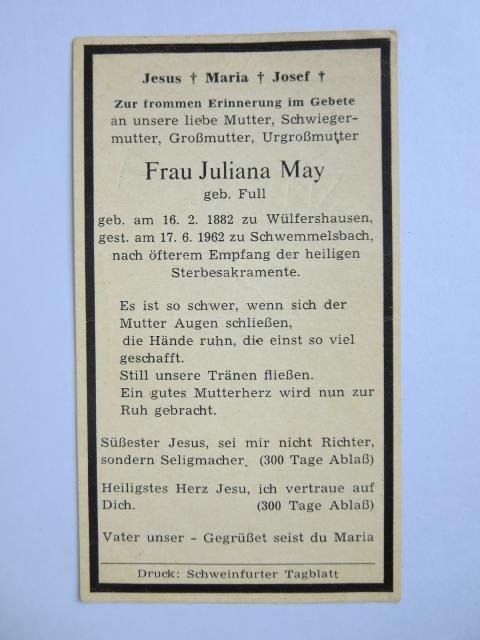 Jesus † Maria † Josef †
Zur frommen Erinnerung im Gebete
an unsere liebe Mutter, Schwieger-
mutter, Großmutter, Urgroßmutter
Frau Juliana May
geb. Full
geb. am 16. 2. 1882 zu Wülfershausen,
gest. am 17. 6. 1962 zu Schwemmelsbach,
nach öfterem Empfang der heiligen
Sterbesakramente.
Es ist so schwer, wenn sich der
Mutter Augen schließen,
die Hände ruhn, die einst so viel
geschafft.
Still unsere Tränen fließen.
Ein gutes Mutterherz wird nun zur
Ruh gebracht.
Süßester Jesus, sei mir nicht Richter,
sondern Seligmacher. (300 Tage Ablaß)
Heiligstes Herz Jesu, ich vertraue auf
Dich. (300 Tage Ablaß)
Vater unser - Gegrüßet seist du Maria
Druck: Schweinfurter Tagblatt